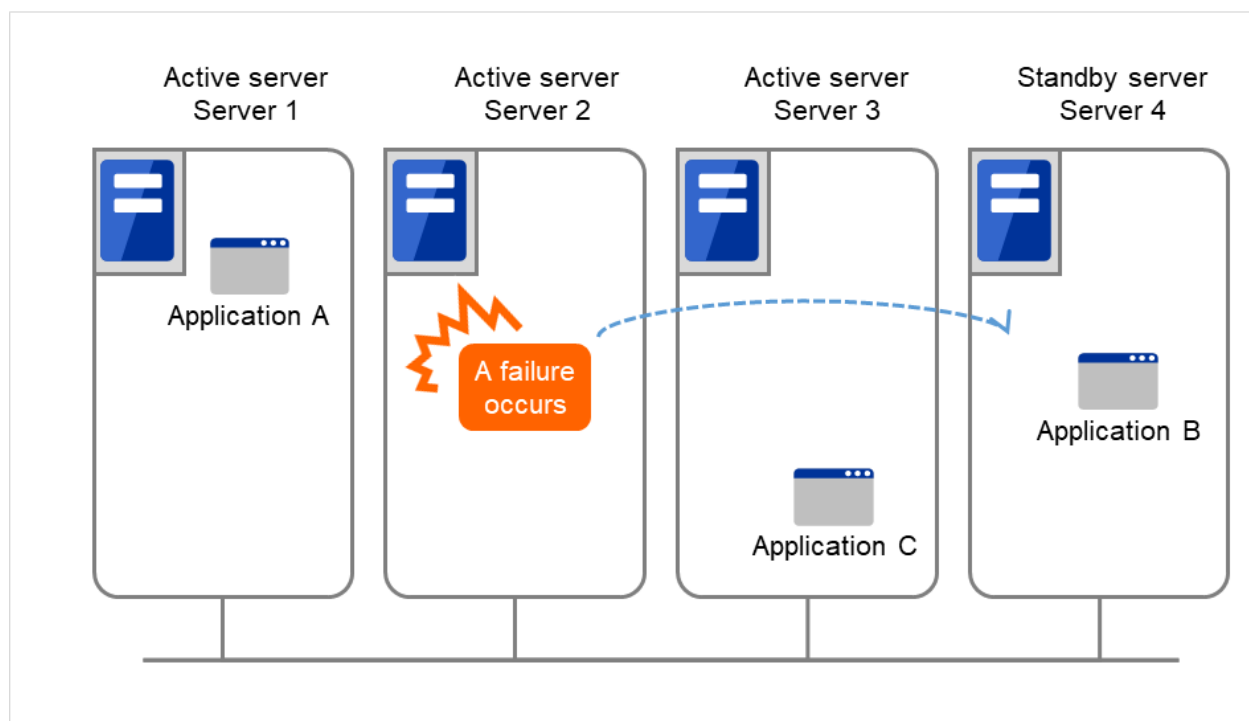 Active server
Server 1
Active server
Server 2
Active server
Server 3
Standby server
Server 4
Application A
A failure
occurs
Application B
Application C